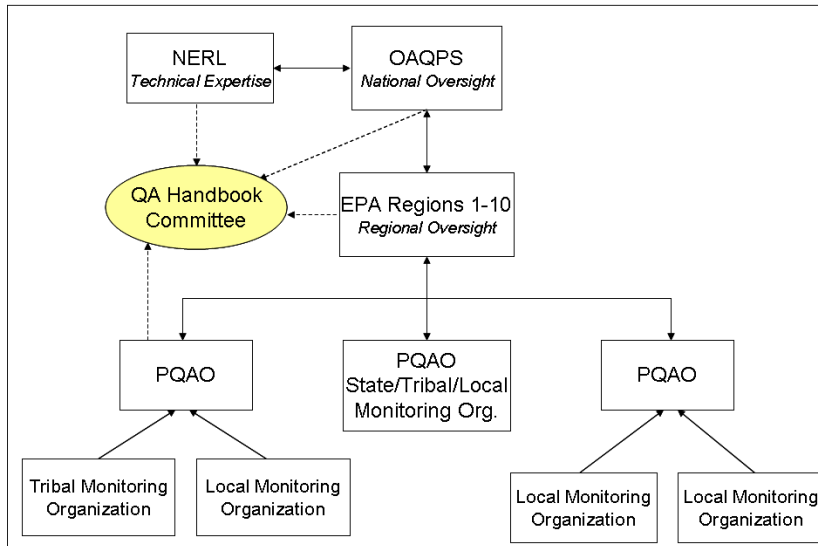 NERL
Technical Expertise
OAQPS
National Oversight
QA Handbook
Committee
EPA Regions 1-10
Regional Oversight
PQAO
PQAO
State/Tribal/Local
Monitoring Org.
PQAO
Tribal Monitoring
Organization
Local Monitoring
Organization
Local Monitoring
Organization
Local Monitoring
Organization